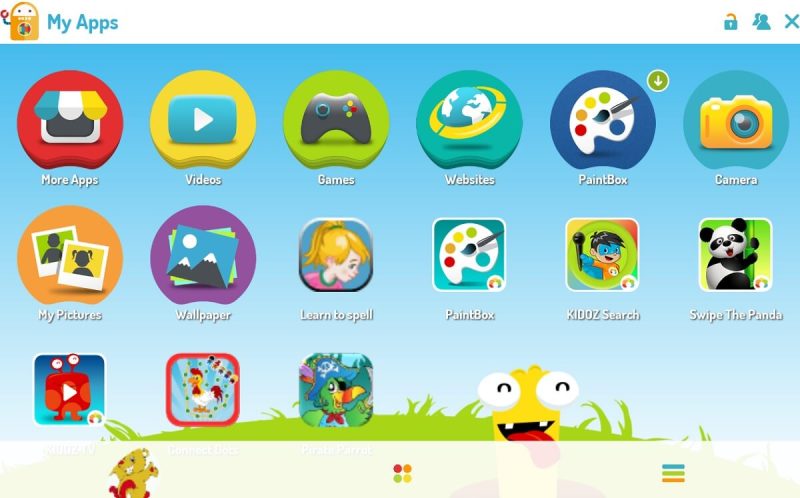 My Apps
More Apps
Videos
Games
Websites
PaintBox
Camera
My Pictures
Wallpaper
Learn to spell
PaintBox
KIDOZ Search
Swipe The Panda
KIDOZ TV
Connect Dots
Pirate Parrot